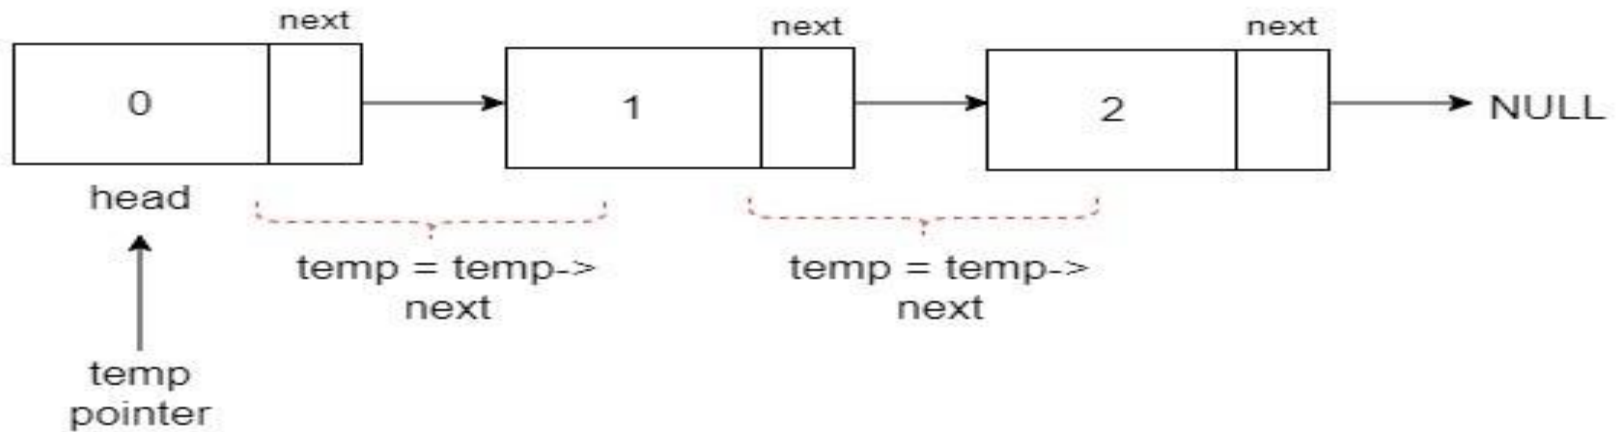 next
next
next
0
1
2
NULL
head
temp = temp->
next
temp = temp->
next
temp
pointer